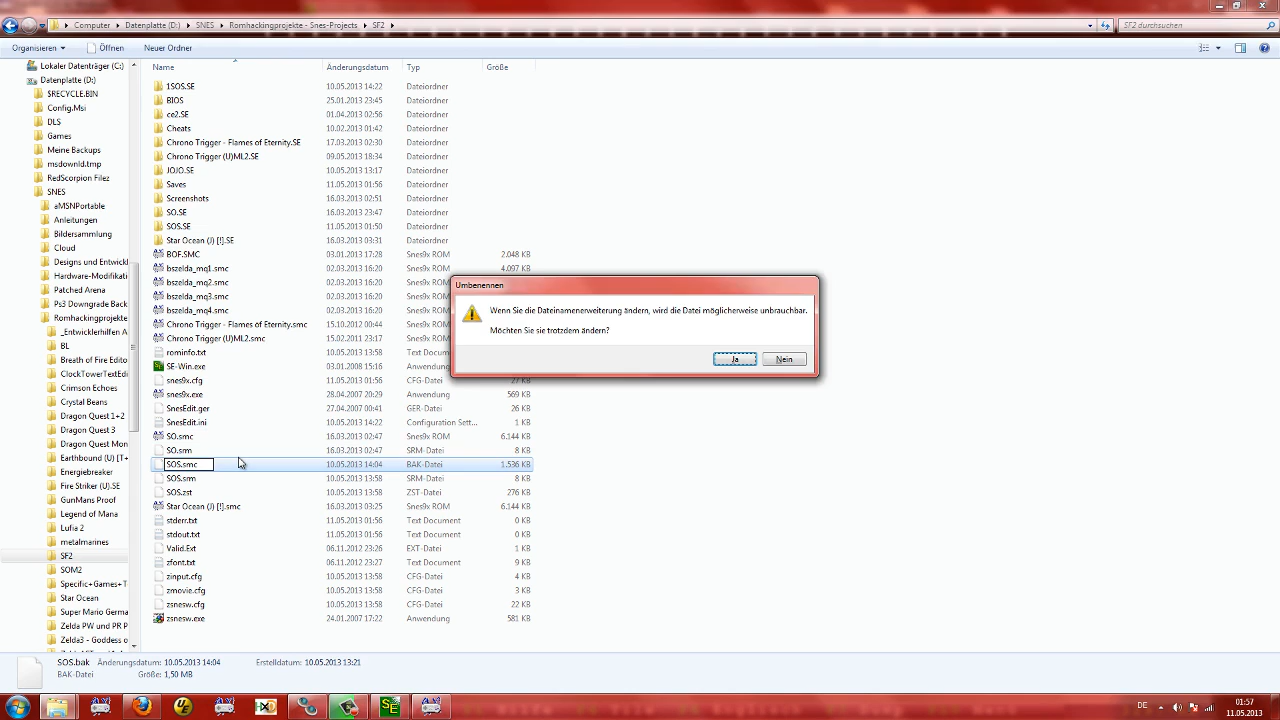 Computer ▸ Datenplatte (D:) ▸ SNES ▸ Romhackingprojekte - Snes-Projects ▸ SF2 ▸
SF2 durchsuchen
Organisieren Öffnen Neuer Ordner
Name Änderungsdatum Typ Größe
Lokaler Datenträger (C:)
Datenplatte (D:)
$RECYCLE.BIN
Config.Msi
DLS
Games
Meine Backups
msdownld.tmp
RedScorpion Filez
SNES
aMSNPortable
Anleitungen
Bildersammlung
Cloud
Designs und Entwickl
Hardware-Modifikati
Patched Arena
Ps3 Downgrade Back
Romhackingprojekte
_Entwicklerhilfen A
BL
Breath of Fire Edito
ClockTowerTextEdi
Crimson Echoes
Crystal Beans
Dragon Quest 1+2
Dragon Quest 3
Dragon Quest Mon
Earthbound (U) [T+
Energiebreaker
Fire Striker (U).SE
GunMans Proof
Legend of Mana
Lufia 2
metalmarines
SF2
SOM2
Specific+Games+T
Star Ocean
Super Mario Germa
Zelda PW und PR P
Zelda3 - Goddess o
1SOS.SE 10.05.2013 14:22 Dateiordner
BIOS 25.01.2013 23:45 Dateiordner
ce2.SE 01.04.2013 02:56 Dateiordner
Cheats 10.02.2013 01:42 Dateiordner
Chrono Trigger - Flames of Eternity.SE 17.03.2013 02:30 Dateiordner
Chrono Trigger (U)ML2.SE 09.05.2013 18:34 Dateiordner
JOJO.SE 10.05.2013 13:17 Dateiordner
Saves 11.05.2013 01:56 Dateiordner
Screenshots 16.03.2013 02:51 Dateiordner
SO.SE 16.03.2013 23:47 Dateiordner
SOS.SE 11.05.2013 01:50 Dateiordner
Star Ocean (J) [!].SE 16.03.2013 03:31 Dateiordner
BOF.SMC 03.01.2013 17:28 Snes9x ROM 2.048 KB
bszelda_mq1.smc 02.03.2013 16:20 Snes9x ROM 4.097 KB
bszelda_mq2.smc 02.03.2013 16:20
bszelda_mq3.smc 02.03.2013 16:20
bszelda_mq4.smc 02.03.2013 16:20
Chrono Trigger - Flames of Eternity.smc 15.10.2012 00:44
Chrono Trigger (U)ML2.smc 15.02.2011 23:17
rominfo.txt 10.05.2013 13:58
SE-Win.exe 03.01.2008 15:16
snes9x.cfg 11.05.2013 01:56 CFG-Datei 27 KB
snes9x.exe 28.04.2007 20:29 Anwendung 569 KB
SnesEdit.ger 27.04.2007 00:41 GER-Datei 26 KB
SnesEdit.ini 10.05.2013 14:22 Configuration Sett... 1 KB
SO.smc 16.03.2013 02:47 Snes9x ROM 6.144 KB
SO.srm 16.03.2013 02:47 SRM-Datei 8 KB
SOS.smc 10.05.2013 14:04 BAK-Datei 1.536 KB
SOS.srm 10.05.2013 13:58 SRM-Datei 8 KB
SOS.zst 10.05.2013 13:58 ZST-Datei 276 KB
Star Ocean (J) [!].smc 16.03.2013 03:25 Snes9x ROM 6.144 KB
stderr.txt 11.05.2013 01:56 Text Document 0 KB
stdout.txt 11.05.2013 01:56 Text Document 0 KB
Valid.Ext 06.11.2012 23:26 EXT-Datei 1 KB
zfont.txt 06.11.2012 23:27 Text Document 9 KB
zinput.cfg 10.05.2013 13:58 CFG-Datei 4 KB
zmovie.cfg 10.05.2013 13:58 CFG-Datei 3 KB
zsnesw.cfg 10.05.2013 13:58 CFG-Datei 22 KB
zsnesw.exe 24.01.2007 17:22 Anwendung 581 KB
Umbenennen
Wenn Sie die Dateinamenerweiterung ändern, wird die Datei möglicherweise unbrauchbar.
Möchten Sie sie trotzdem ändern?
Ja Nein
SOS.bak Änderungsdatum: 10.05.2013 14:04 Erstelldatum: 10.05.2013 13:21
BAK-Datei Größe: 1,50 MB
DE
01:57
11.05.2013